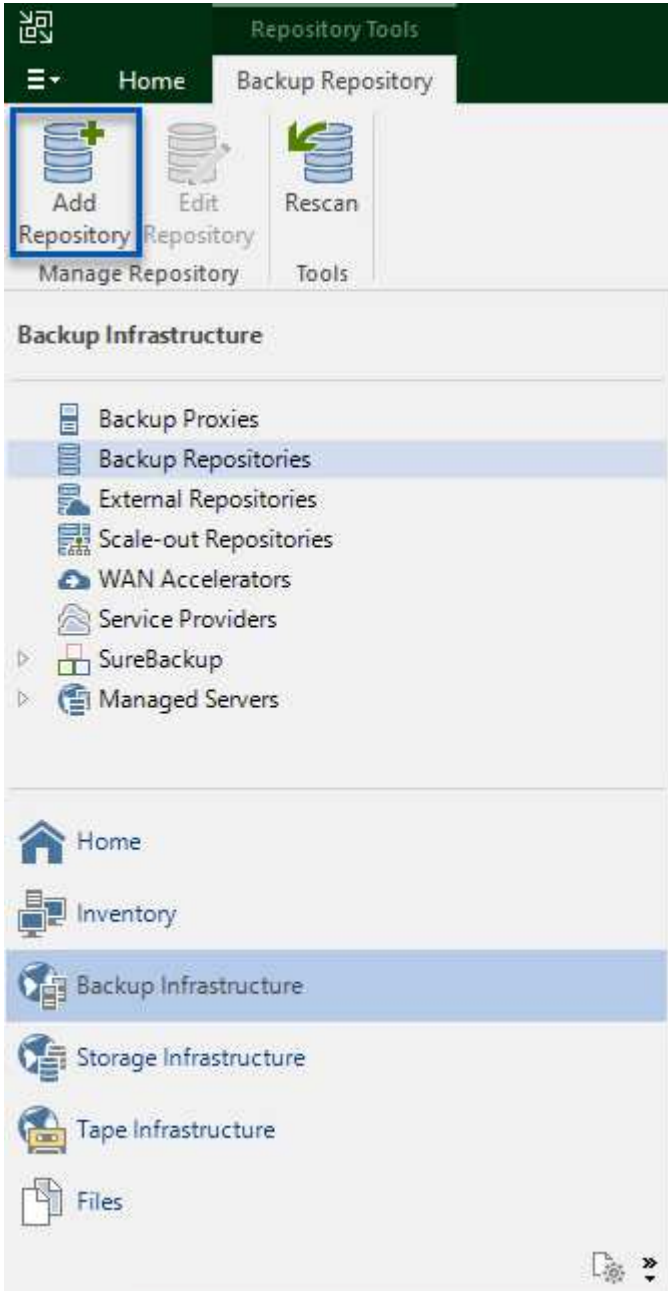 Repository Tools
Home Backup Repository
Add Edit Rescan
Repository Repository
Manage Repository Tools
Backup Infrastructure
Backup Proxies
Backup Repositories
External Repositories
Scale-out Repositories
WAN Accelerators
Service Providers
SureBackup
Managed Servers
Home
Inventory
Backup Infrastructure
Storage Infrastructure
Tape Infrastructure
Files